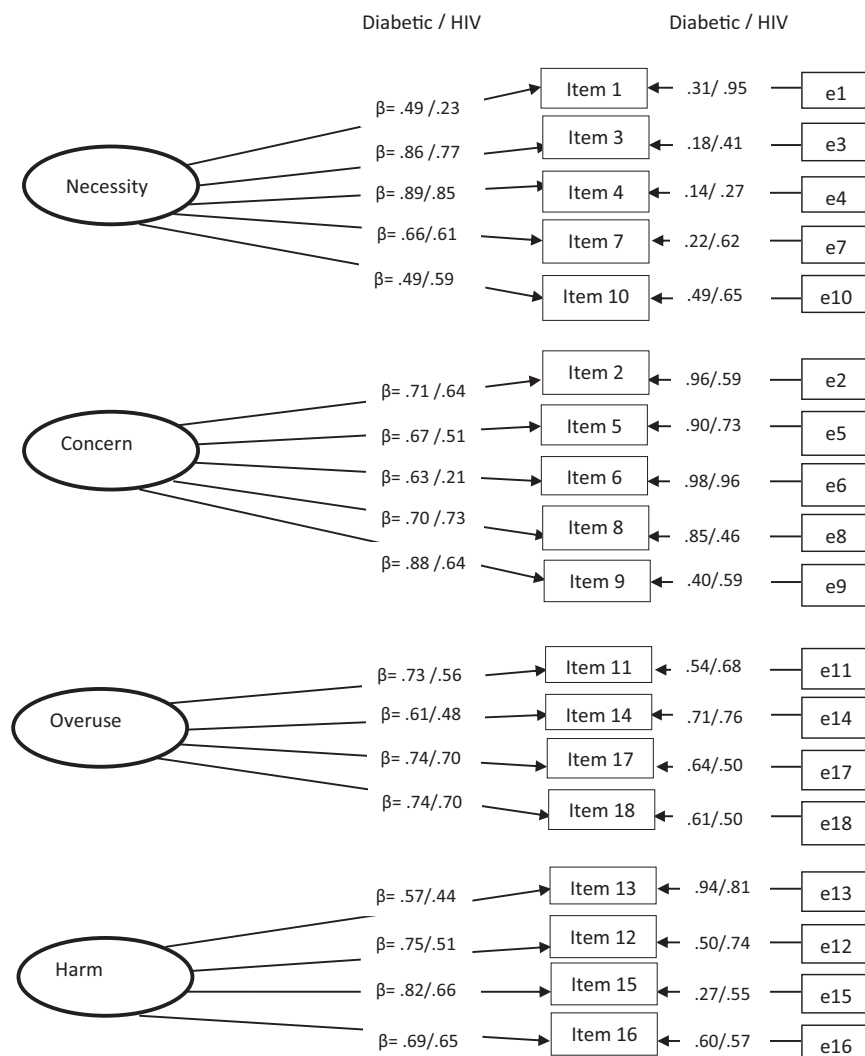 Diabetic / HIV Diabetic / HIV
β= .49 /.23 Item 1 .31/ .95 e1
β= .86 /.77 Item 3 .18/.41 e3
Necessity β= .89/.85 Item 4 .14/ .27 e4
β= .66/.61 Item 7 .22/.62 e7
β= .49/.59 Item 10 .49/.65 e10
β= .71 /.64 Item 2 .96/.59 e2
Concern β= .67 /.51 Item 5 .90/.73 e5
β= .63 /.21 Item 6 .98/.96 e6
β= .70 /.73 Item 8 .85/.46 e8
β= .88 /.64 Item 9 .40/.59 e9
β= .73 /.56 Item 11 .54/.68 e11
Overuse β= .61/.48 Item 14 .71/.76 e14
β= .74/.70 Item 17 .64/.50 e17
β= .74/.70 Item 18 .61/.50 e18
β= .57/.44 Item 13 .94/.81 e13
β= .75/.51 Item 12 .50/.74 e12
Harm β= .82/.66 Item 15 .27/.55 e15
β= .69/.65 Item 16 .60/.57 e16